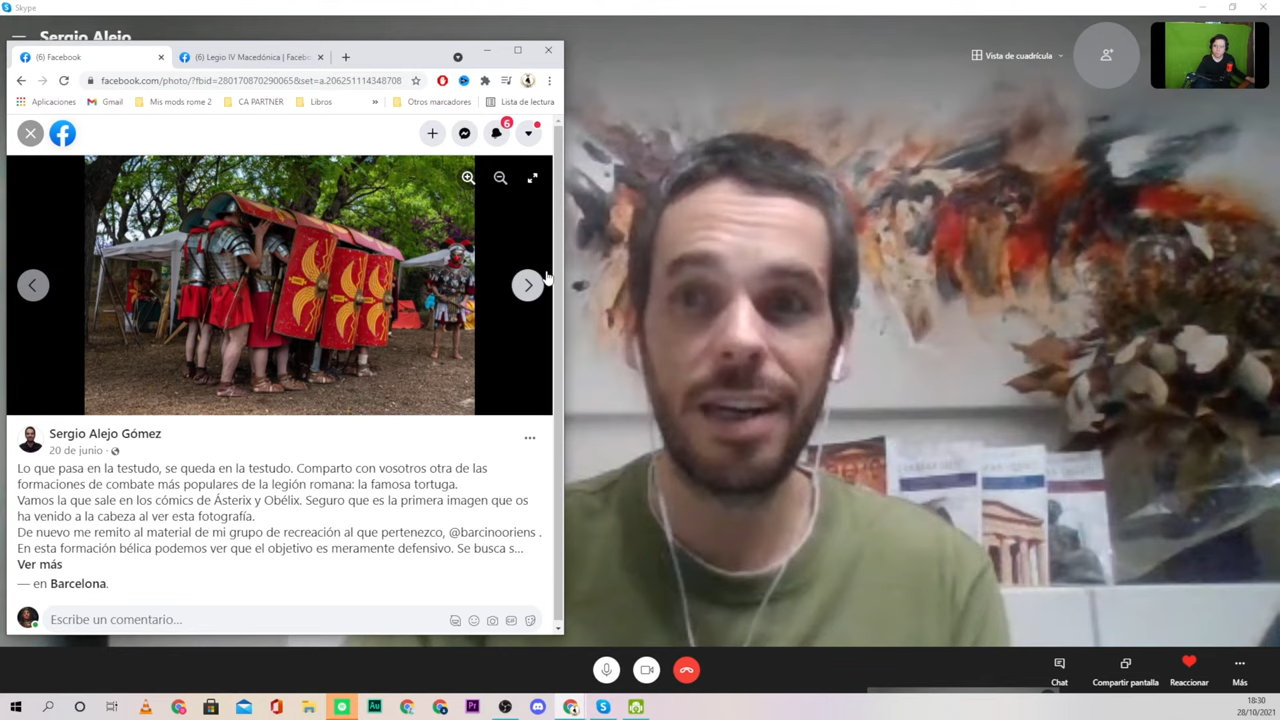 Skype
Sergio Alejo
Vista de cuadrícula
(6) Facebook
(6) Legio IV Macedónica | Faceb
facebook.com/photo/?fbid=2801708702900658&set=a.206251114348708
Aplicaciones
Gmail
Mis mods rome 2
CA PARTNER
Libros
»
Otros marcadores
Lista de lectura
6
Sergio Alejo Gómez
20 de junio ·
Lo que pasa en la testudo, se queda en la testudo. Comparto con vosotros otra de las
formaciones de combate más populares de la legión romana: la famosa tortuga.
Vamos la que sale en los cómics de Ásterix y Obélix. Seguro que es la primera imagen que os
ha venido a la cabeza al ver esta fotografía.
De nuevo me remito al material de mi grupo de recreación al que pertenezco, @barcinooriens .
En esta formación bélica podemos ver que el objetivo es meramente defensivo. Se busca s...
Ver más
— en Barcelona.
Escribe un comentario...
GIF
Chat
Compartir pantalla
Reaccionar
Más
Au
Pr
18:30
28/10/2021